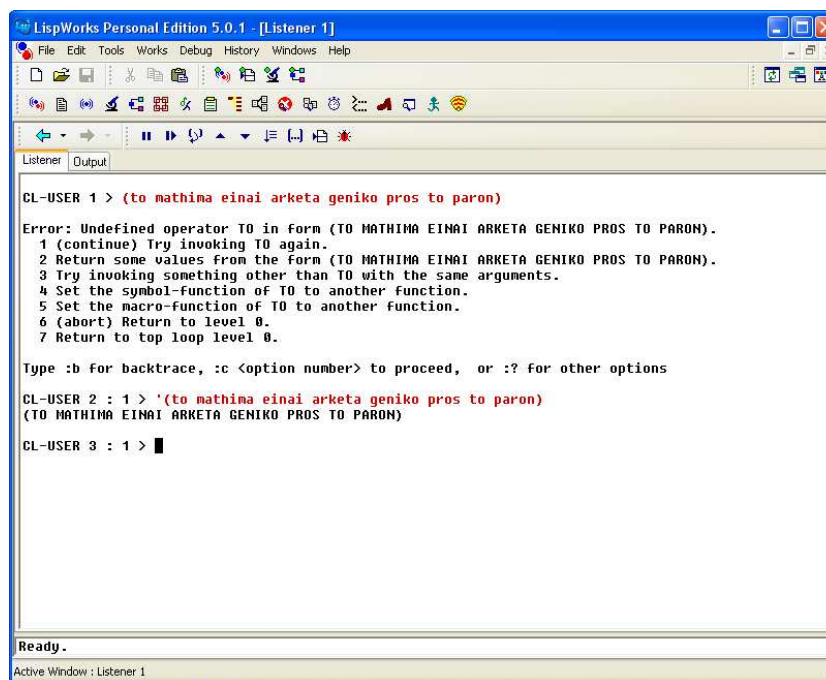 LispWorks Personal Edition 5.0.1 - [Listener 1]
File Edit Tools Works Debug History Windows Help
Listener Output
CL-USER 1 > (to mathima einai arketa geniko pros to paron)
Error: Undefined operator TO in form (TO MATHIMA EINAI ARKETA GENIKO PROS TO PARON).
1 (continue) Try invoking TO again.
2 Return some values from the form (TO MATHIMA EINAI ARKETA GENIKO PROS TO PARON).
3 Try invoking something other than TO with the same arguments.
4 Set the symbol-function of TO to another function.
5 Set the macro-function of TO to another function.
6 (abort) Return to level 0.
7 Return to top loop level 0.
Type :b for backtrace, :c <option number> to proceed, or :? for other options
CL-USER 2 : 1 > '(to mathima einai arketa geniko pros to paron)
(TO MATHIMA EINAI ARKETA GENIKO PROS TO PARON)
CL-USER 3 : 1 >
Ready.
Active Window : Listener 1